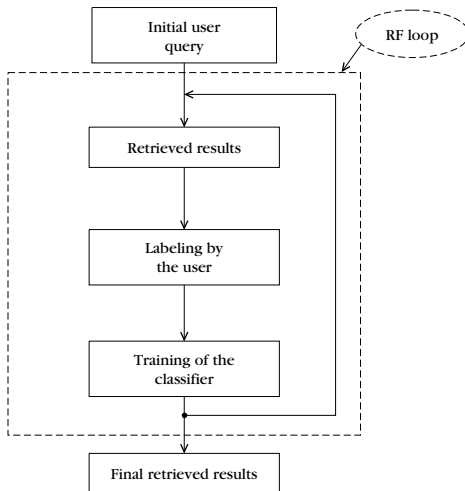 Initial user
query
RF loop
Retrieved results
Labeling by
the user
Training of the
classifier
Final retrieved results